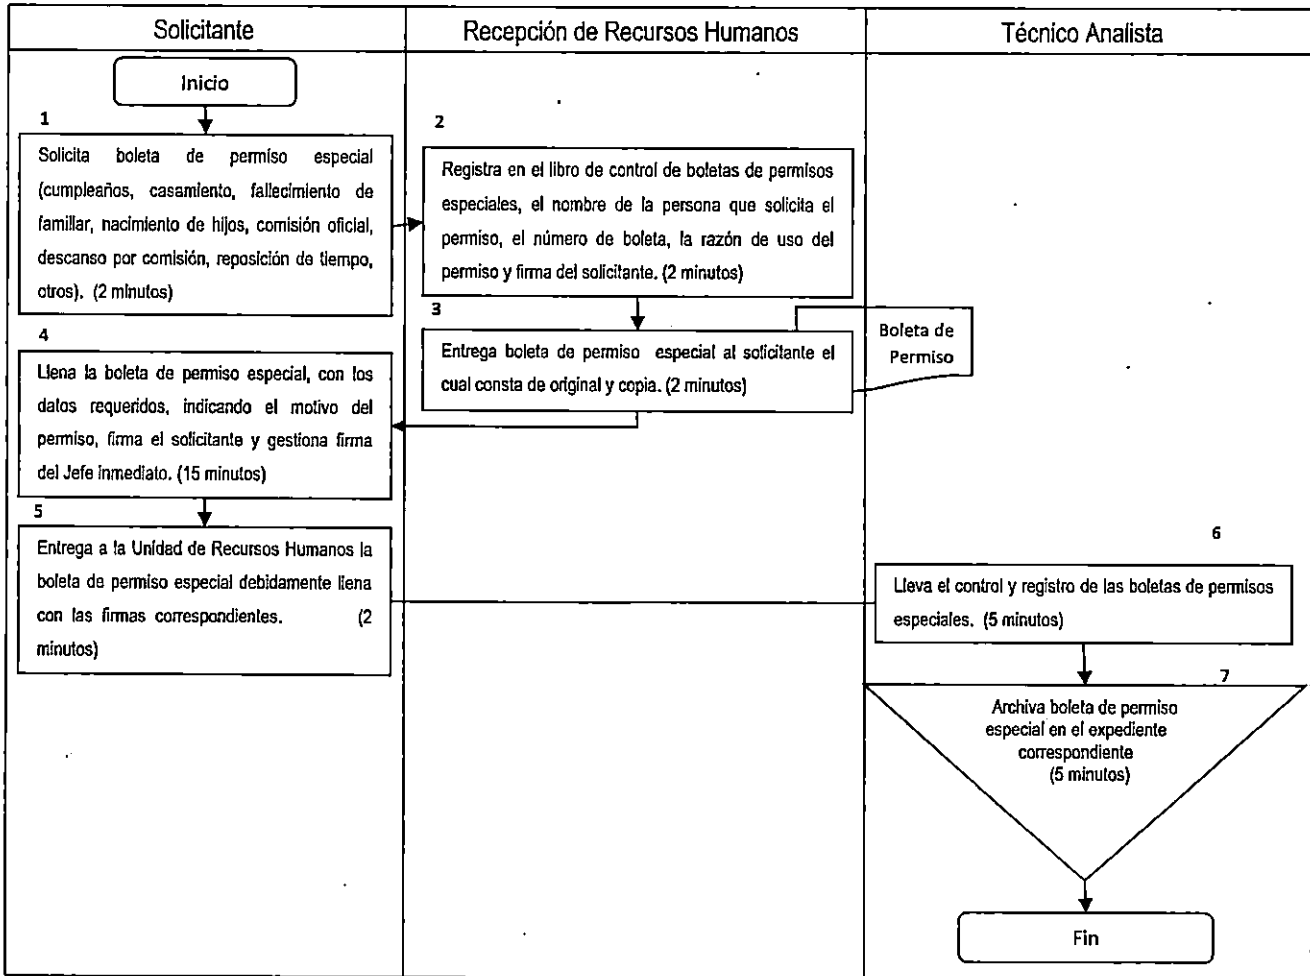 Solicitante
Recepción de Recursos Humanos
Técnico Analista
Inicio
1
Solicita boleta de permiso especial
(cumpleaños, casamiento, fallecimiento de
familiar, nacimiento de hijos, comisión oficial,
descanso por comisión, reposición de tiempo,
otros). (2 minutos)
2
Registra en el libro de control de boletas de permisos
especiales, el nombre de la persona que solicita el
permiso, el número de boleta, la razón de uso del
permiso y firma del solicitante. (2 minutos)
3
Entrega boleta de permiso especial al solicitante el
cual consta de original y copia. (2 minutos)
Boleta de
Permiso
4
Llena la boleta de permiso especial, con los
datos requeridos, indicando el motivo del
permiso, firma el solicitante y gestiona firma
del Jefe inmediato. (15 minutos)
5
Entrega a la Unidad de Recursos Humanos la
boleta de permiso especial debidamente llena
con las firmas correspondientes. (2
minutos)
6
Lleva el control y registro de las boletas de permisos
especiales. (5 minutos)
7
Archiva boleta de permiso
especial en el expediente
correspondiente
(5 minutos)
Fin